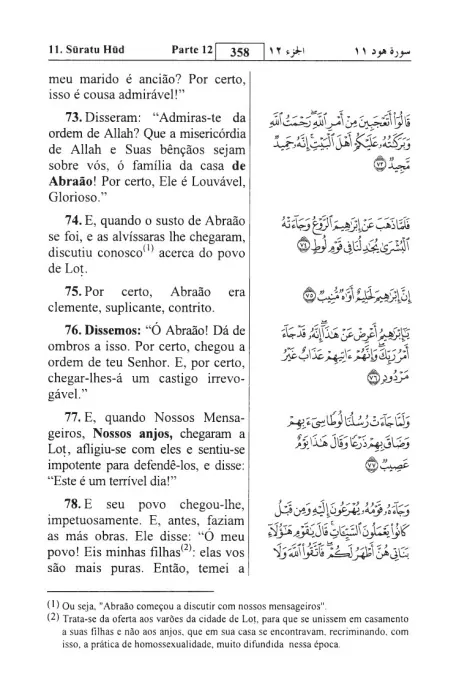 11. Sūratu Hūd Parte 12 358 الجزء ١٢ سورة هود ١١
meu marido é ancião? Por certo,
isso é cousa admirável!”
73. Disseram: “Admiras-te da
ordem de Allah? Que a misericórdia
de Allah e Suas bênçãos sejam
sobre vós, ó família da casa de
Abraão! Por certo, Ele é Louvável,
Glorioso.”
قَالُوٓاْ أَتَعۡجَبِينَ مِنۡ أَمۡرِ ٱللَّهِۖ رَحۡمَتُ ٱللَّهِ
وَبَرَكَٰتُهُۥ عَلَيۡكُمۡ أَهۡلَ ٱلۡبَيۡتِۚ إِنَّهُۥ حَمِيدٞ
مَّجِيدٞ ٧٣
74. E, quando o susto de Abraão
se foi, e as alvíssaras lhe chegaram,
discutiu conosco(1) acerca do povo
de Lot.
فَلَمَّا ذَهَبَ عَنۡ إِبۡرَٰهِيمَ ٱلرَّوۡعُ وَجَآءَتۡهُ
ٱلۡبُشۡرَىٰ يُجَٰدِلُنَا فِي قَوۡمِ لُوطٍ ٧٤
75. Por certo, Abraão era
clemente, suplicante, contrito.
إِنَّ إِبۡرَٰهِيمَ لَحَلِيمٌ أَوَّٰهٞ مُّنِيبٞ ٧٥
76. Dissemos: “Ó Abraão! Dá de
ombros a isso. Por certo, chegou a
ordem de teu Senhor. E, por certo,
chegar-lhes-á um castigo irrevo-
gável.”
يَٰٓإِبۡرَٰهِيمُ أَعۡرِضۡ عَنۡ هَٰذَآۖ إِنَّهُۥ قَدۡ جَآءَ
أَمۡرُ رَبِّكَۖ وَإِنَّهُمۡ ءَاتِيهِمۡ عَذَابٌ غَيۡرُ
مَرۡدُودٖ ٧٦
77. E, quando Nossos Mensa-
geiros, Nossos anjos, chegaram a
Lot, afligiu-se com eles e sentiu-se
impotente para defendê-los, e disse:
“Este é um terrível dia!”
وَلَمَّا جَآءَتۡ رُسُلُنَا لُوطٗا سِيٓءَ بِهِمۡ
وَضَاقَ بِهِمۡ ذَرۡعٗا وَقَالَ هَٰذَا يَوۡمٌ
عَصِيبٞ ٧٧
78. E seu povo chegou-lhe,
impetuosamente. E, antes, faziam
as más obras. Ele disse: “Ó meu
povo! Eis minhas filhas(2): elas vos
são mais puras. Então, temei a
وَجَآءَهُۥ قَوۡمُهُۥ يُهۡرَعُونَ إِلَيۡهِ وَمِن قَبۡلُ
كَانُواْ يَعۡمَلُونَ ٱلسَّيِّـَٔاتِۚ قَالَ يَٰقَوۡمِ هَٰٓؤُلَآءِ
بَنَاتِي هُنَّ أَطۡهَرُ لَكُمۡۖ فَٱتَّقُواْ ٱللَّهَ وَلَا
(1) Ou seja, "Abraão começou a discutir com nossos mensageiros".
(2) Trata-se da oferta aos varões da cidade de Lot, para que se unissem em casamento
a suas filhas e não aos anjos, que em sua casa se encontravam, recriminando, com
isso, a prática de homossexualidade, muito difundida nessa época.